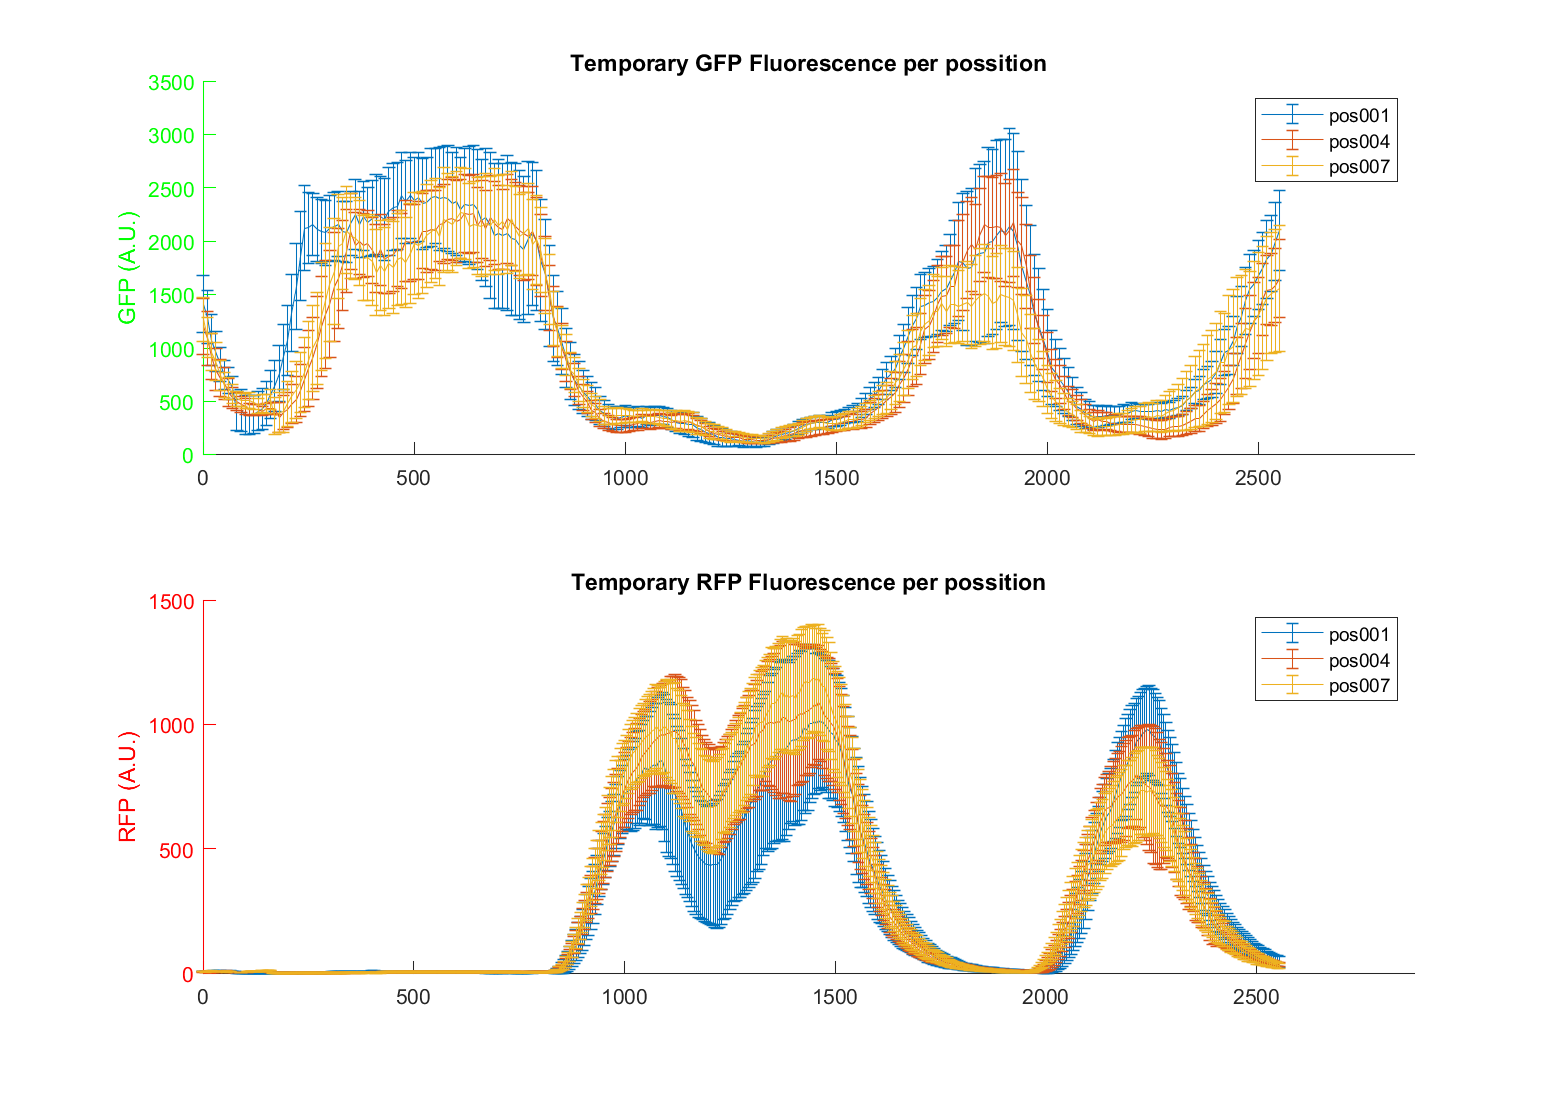 Temporary GFP Fluorescence per possition
GFP (A.U.)
3500
3000
2500
2000
1500
1000
500
0
0 500 1000 1500 2000 2500
pos001
pos004
pos007
Temporary RFP Fluorescence per possition
RFP (A.U.)
1500
1000
500
0
0 500 1000 1500 2000 2500
pos001
pos004
pos007